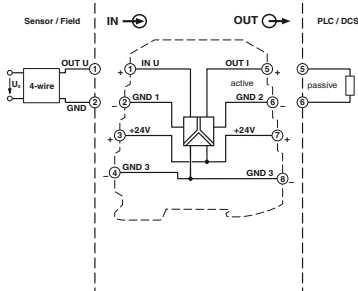 Sensor / Field
IN
OUT
PLC / DCS
OUT U
1
1
IN U
OUT I
5
5
+
+
Us
4-wire
active
passive
2
GND
2
GND 1
GND 2
6
6
–
–
3
+24V
+24V
7
+
+
4
GND 3
GND 3
8
–
–